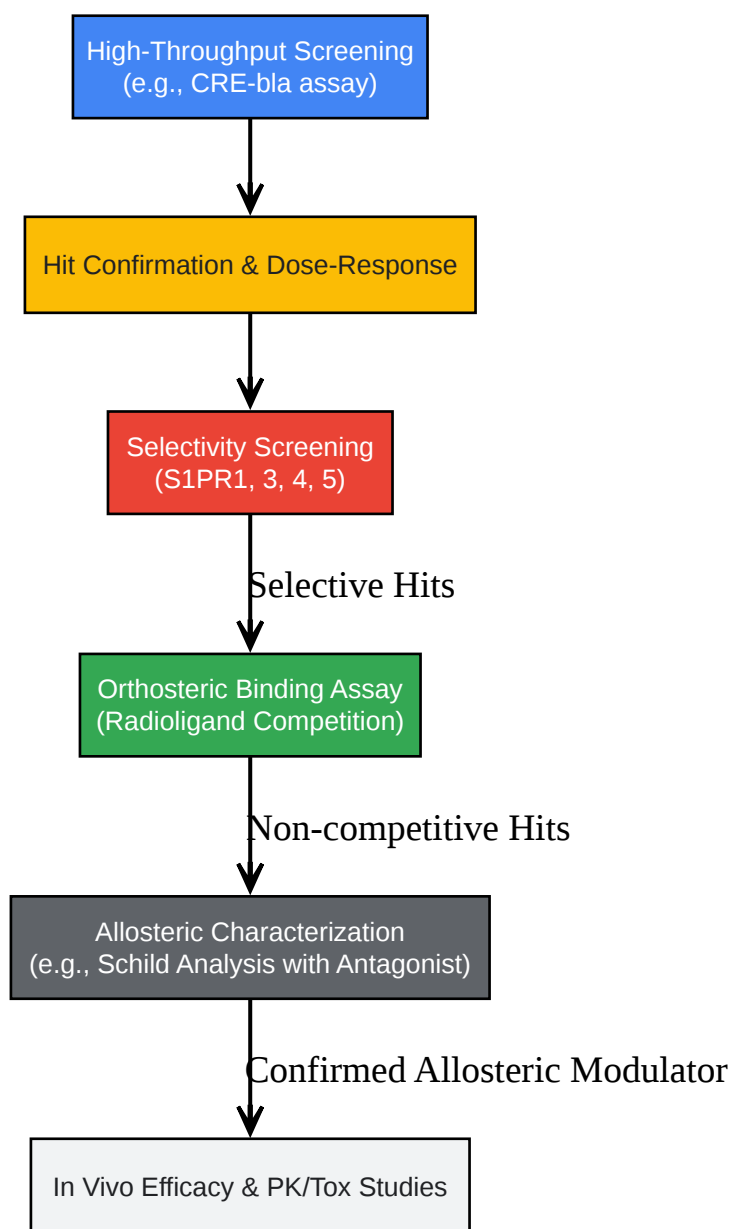 High-Throughput Screening
(e.g., CRE-bla assay)
Hit Confirmation & Dose-Response
Selectivity Screening
(S1PR1, 3, 4, 5)
Selective Hits
Orthosteric Binding Assay
(Radioligand Competition)
Non-competitive Hits
Allosteric Characterization
(e.g., Schild Analysis with Antagonist)
Confirmed Allosteric Modulator
In Vivo Efficacy & PK/Tox Studies